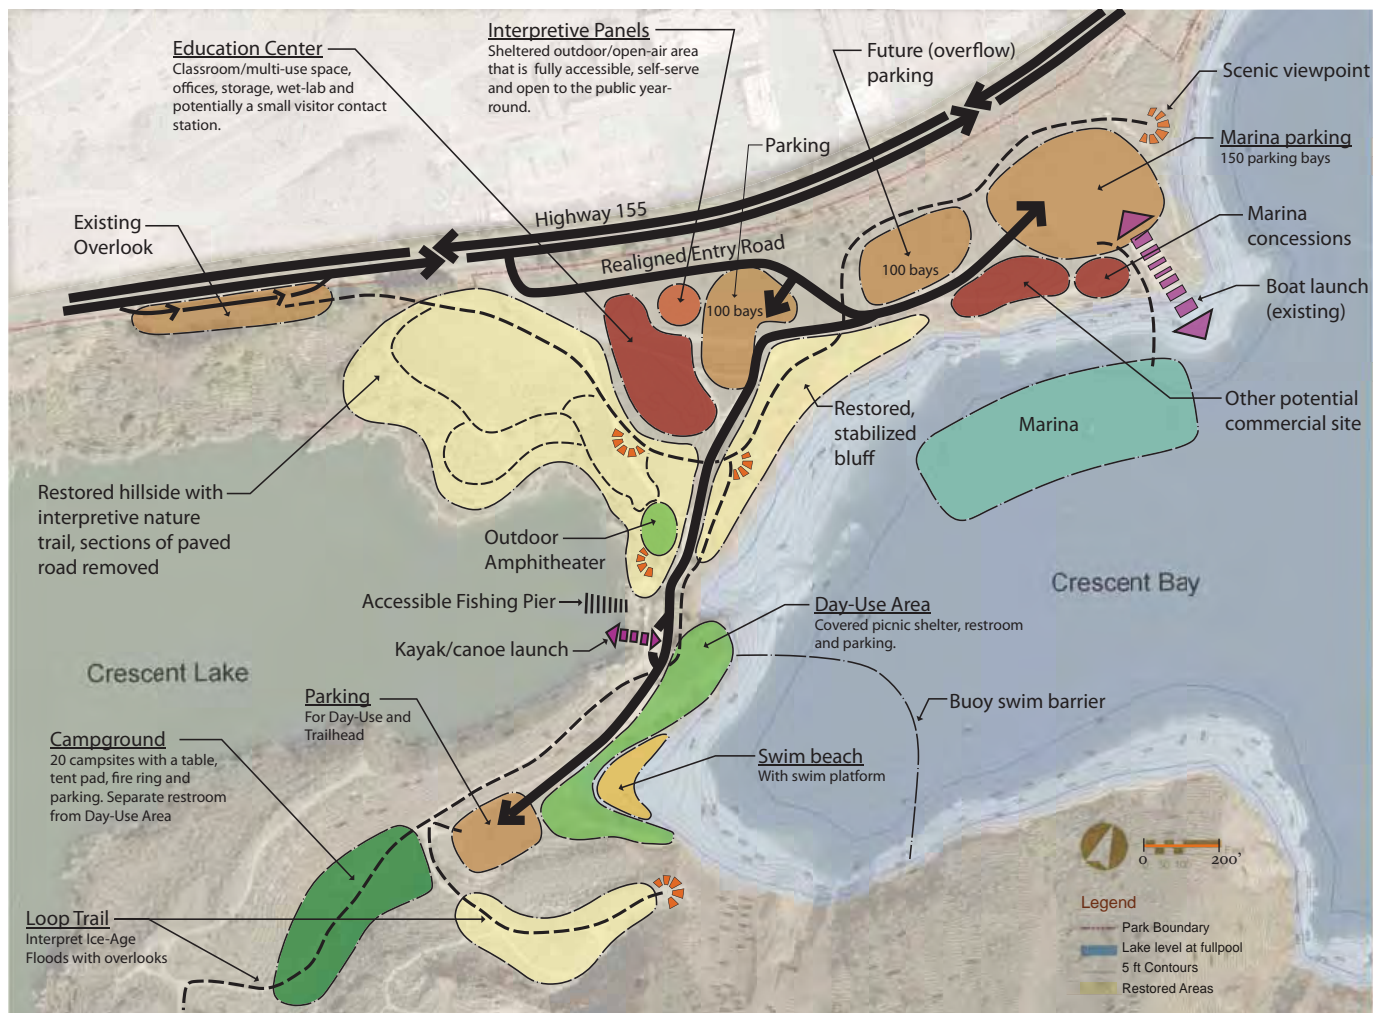 Education Center
Classroom/multi-use space,
offices, storage, wet-lab and
potentially a small visitor contact
station.
Interpretive Panels
Sheltered outdoor/open-air area
that is fully accessible, self-serve
and open to the public year-
round.
Future (overflow)
parking
Scenic viewpoint
Marina parking
150 parking bays
Parking
Marina
concessions
Highway 155
Existing
Overlook
Realigned Entry Road
100 bays
Boat launch
(existing)
100 bays
Other potential
commercial site
Restored,
stabilized
bluff
Marina
Restored hillside with
interpretive nature
trail, sections of paved
road removed
Outdoor
Amphitheater
Crescent Bay
Accessible Fishing Pier
Day-Use Area
Covered picnic shelter, restroom
and parking.
Kayak/canoe launch
Crescent Lake
Parking
For Day-Use and
Trailhead
Buoy swim barrier
Campground
20 campsites with a table,
tent pad, fire ring and
parking. Separate restroom
from Day-Use Area
Swim beach
With swim platform
0 50 100 200'
Loop Trail
Interpret Ice-Age
Floods with overlooks
Legend
Park Boundary
Lake level at fullpool
5 ft Contours
Restored Areas